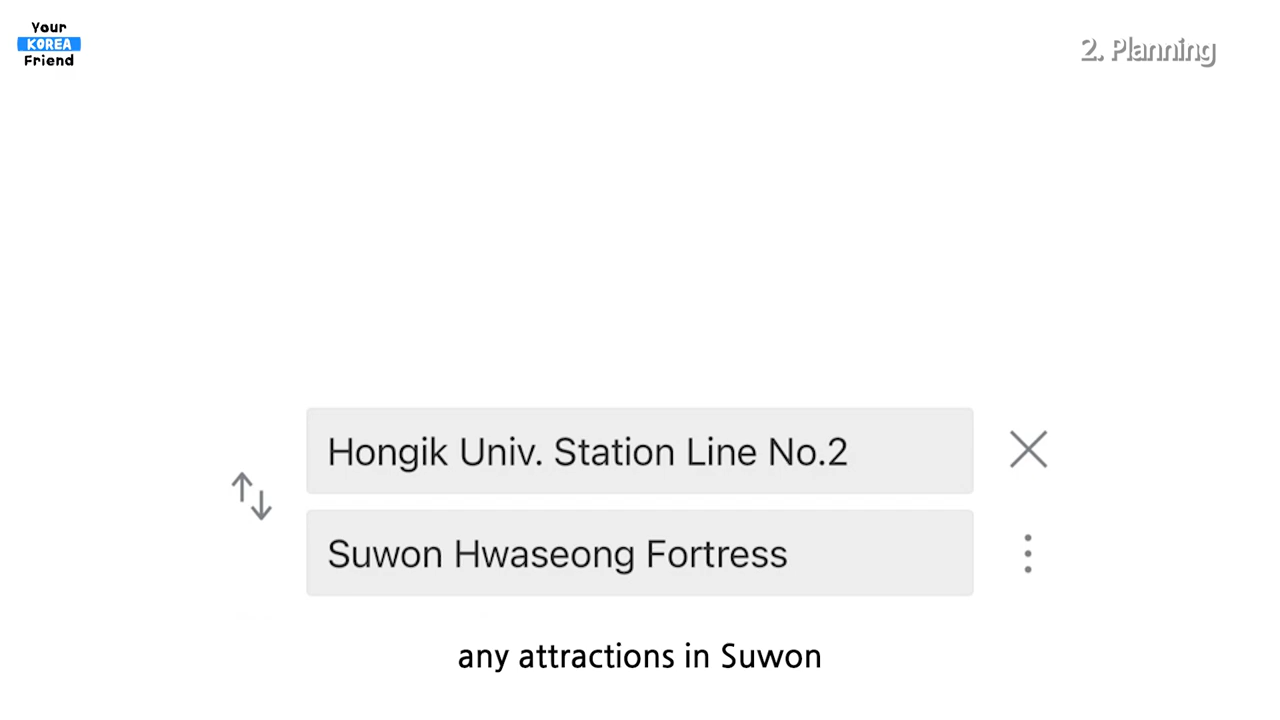 Your
KOREA
Friend
2. Planning
Hongik Univ. Station Line No.2
Suwon Hwaseong Fortress
any attractions in Suwon